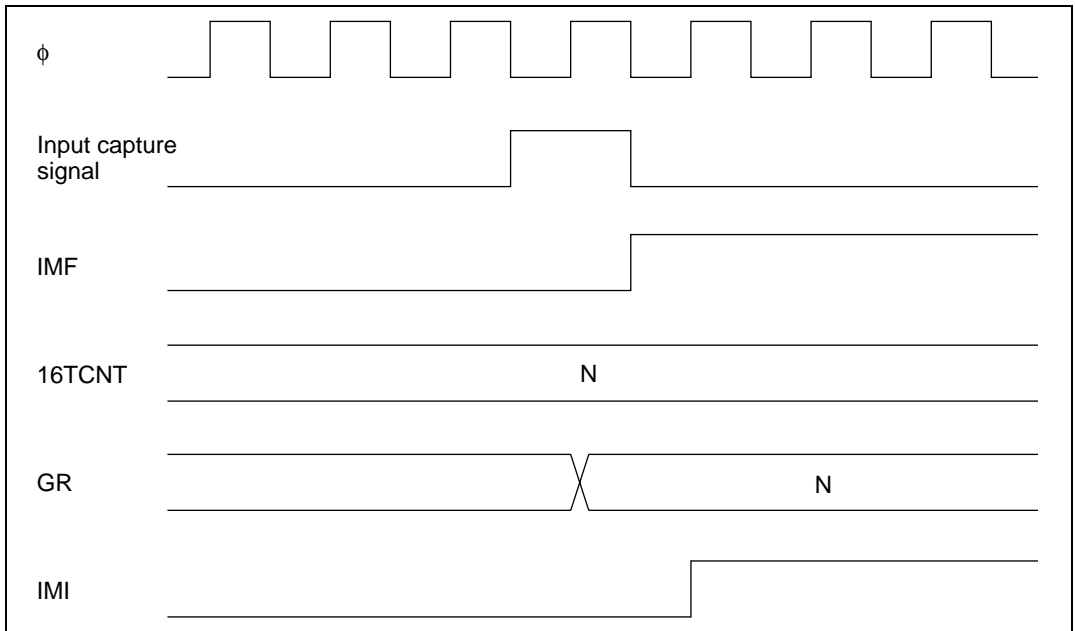 ϕ
Input capture
signal
IMF
16TCNT
N
GR
N
IMI